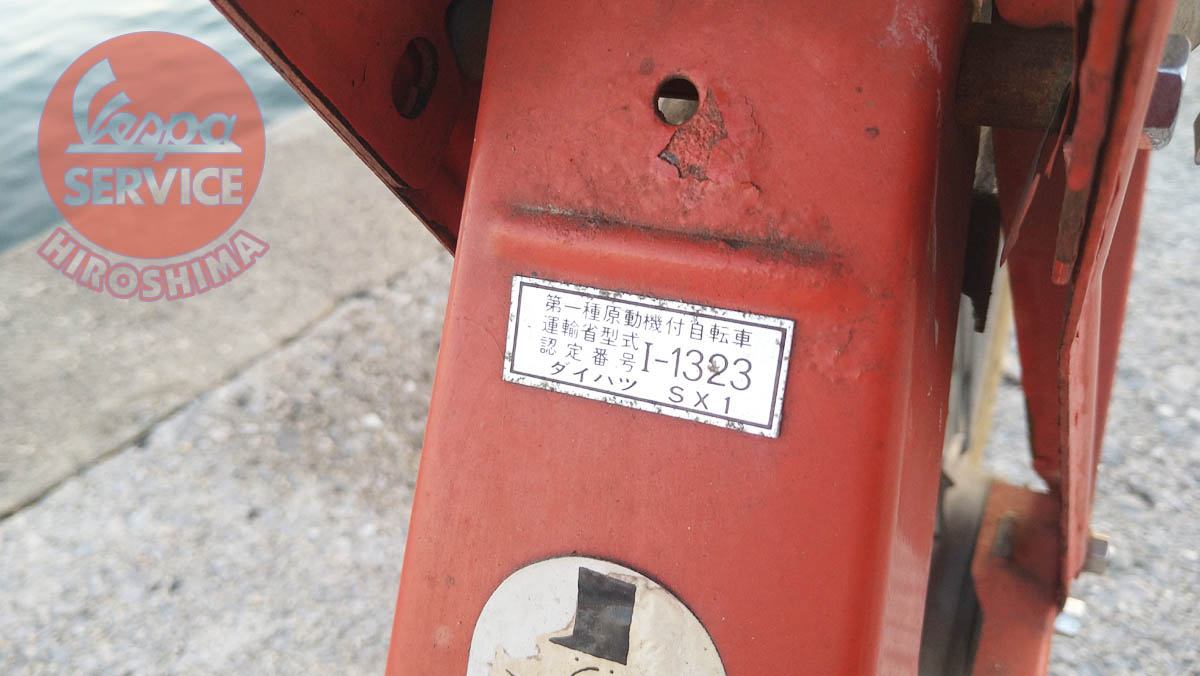 Vespa
SERVICE
HIROSHIMA
第一種原動機付自転車
運輸省型式
認定番号 I-1323
ダイハツ SX1